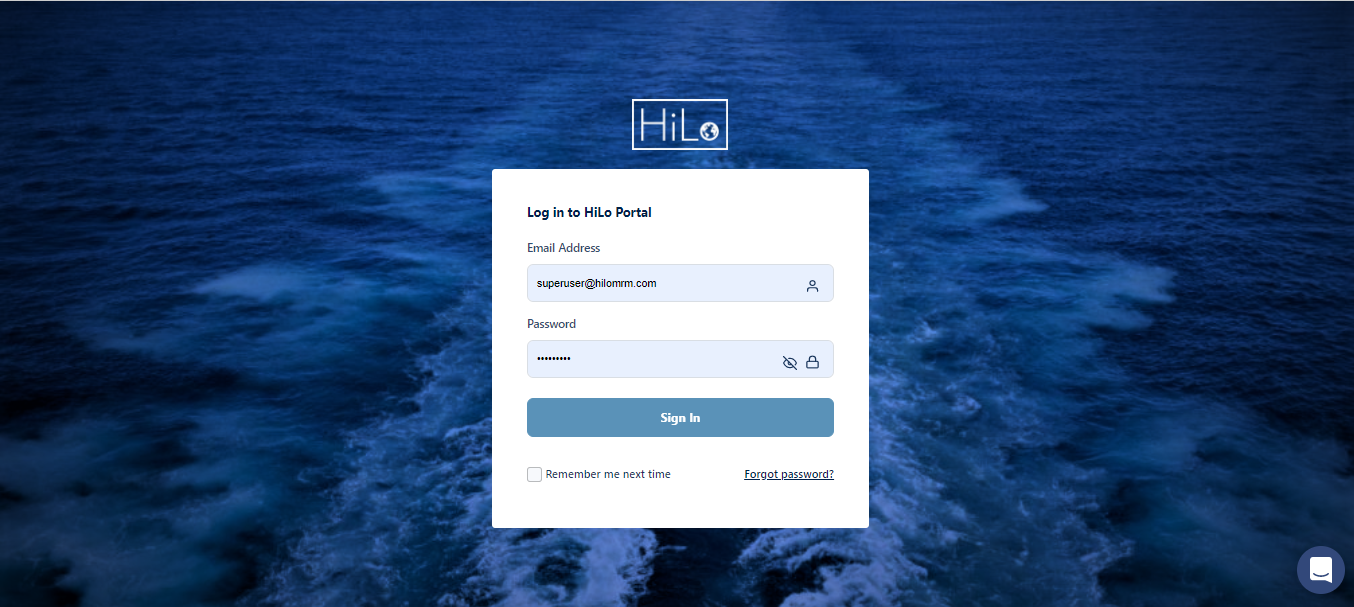 HiLo
Log in to HiLo Portal
Email Address
superuser@hilomrm.com
Password
•••••••••
Sign In
Remember me next time
Forgot password?